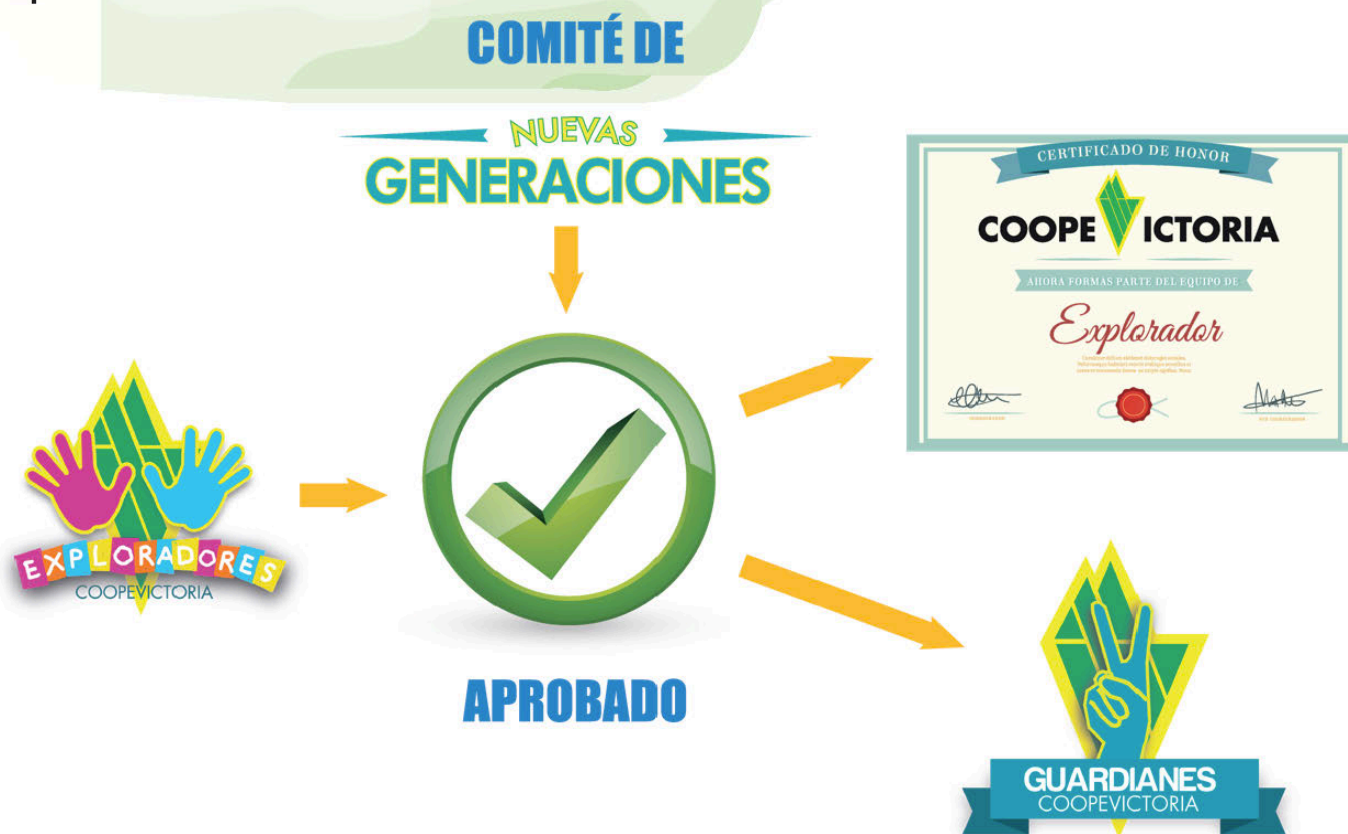 COMITÉ DE
NUEVAS
GENERACIONES
CERTIFICADO DE HONOR
COOPE ICTORIA
AHORA FORMAS PARTE DEL EQUIPO DE
Explorador
EXPLORADORES
COOPEVICTORIA
APROBADO
GUARDIANES
COOPEVICTORIA